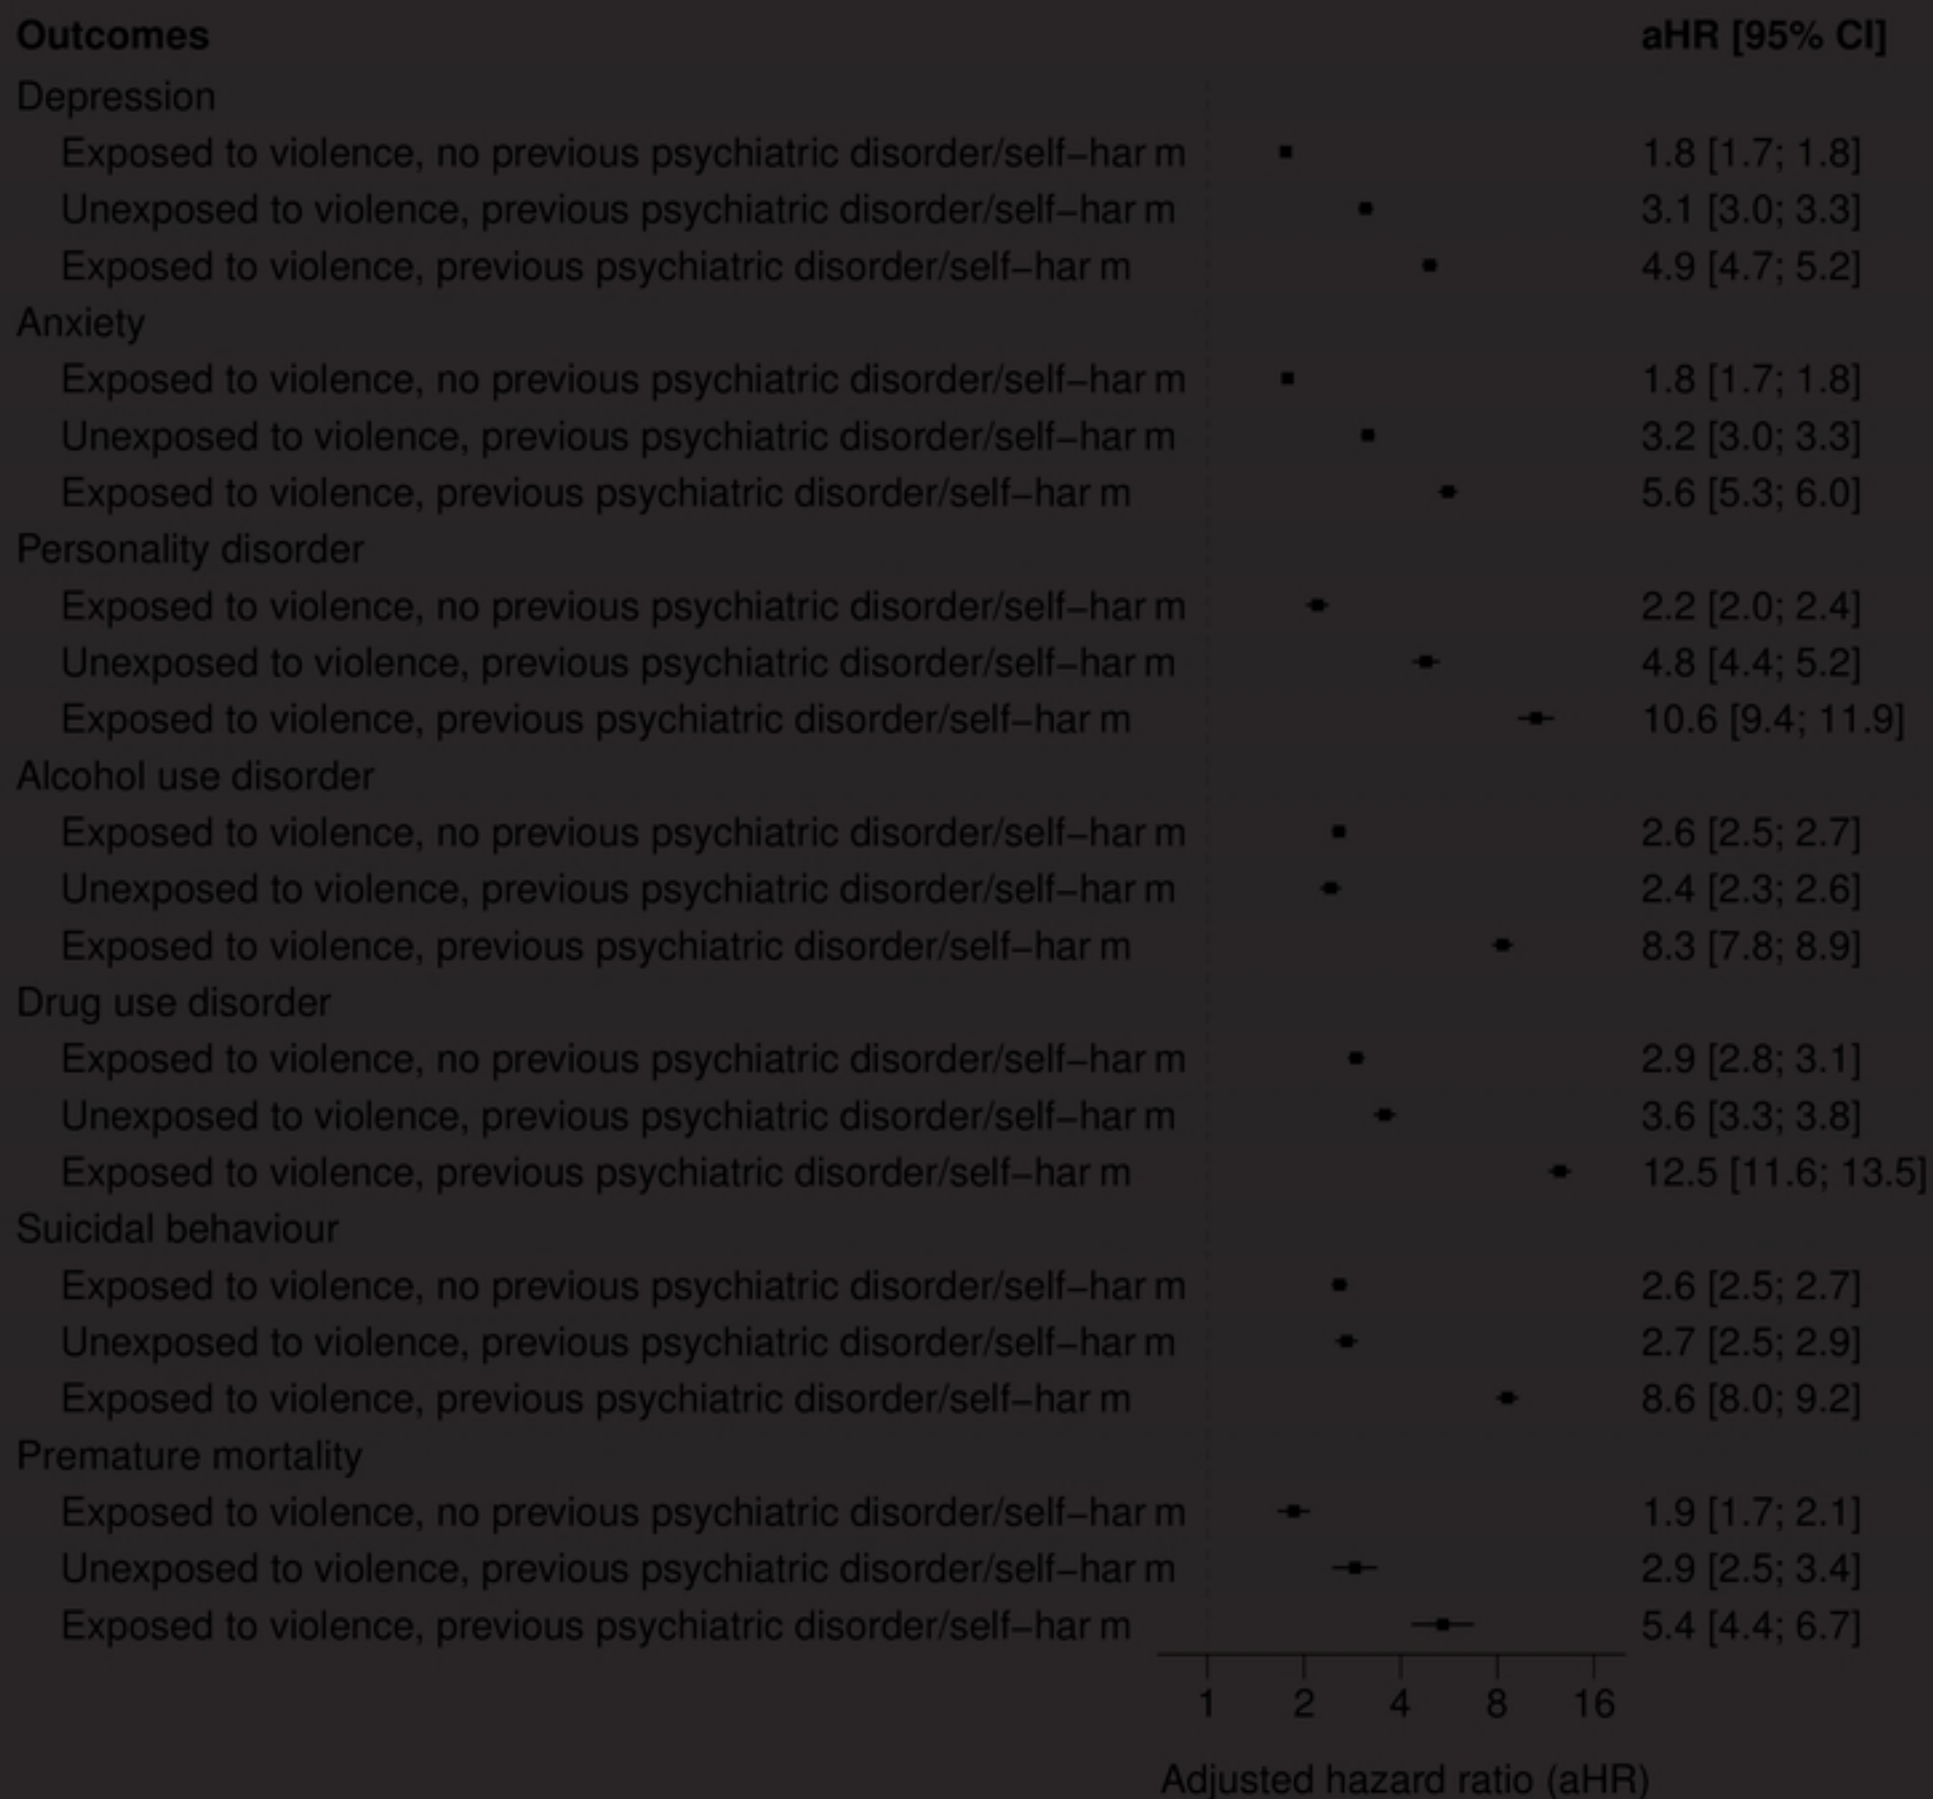 Outcomes aHR [95% CI]
Depression
Exposed to violence, no previous psychiatric disorder/self−har m 1.8 [1.7; 1.8]
Unexposed to violence, previous psychiatric disorder/self−har m 3.1 [3.0; 3.3]
Exposed to violence, previous psychiatric disorder/self−har m 4.9 [4.7; 5.2]
Anxiety
Exposed to violence, no previous psychiatric disorder/self−har m 1.8 [1.7; 1.8]
Unexposed to violence, previous psychiatric disorder/self−har m 3.2 [3.0; 3.3]
Exposed to violence, previous psychiatric disorder/self−har m 5.6 [5.3; 6.0]
Personality disorder
Exposed to violence, no previous psychiatric disorder/self−har m 2.2 [2.0; 2.4]
Unexposed to violence, previous psychiatric disorder/self−har m 4.8 [4.4; 5.2]
Exposed to violence, previous psychiatric disorder/self−har m 10.6 [9.4; 11.9]
Alcohol use disorder
Exposed to violence, no previous psychiatric disorder/self−har m 2.6 [2.5; 2.7]
Unexposed to violence, previous psychiatric disorder/self−har m 2.4 [2.3; 2.6]
Exposed to violence, previous psychiatric disorder/self−har m 8.3 [7.8; 8.9]
Drug use disorder
Exposed to violence, no previous psychiatric disorder/self−har m 2.9 [2.8; 3.1]
Unexposed to violence, previous psychiatric disorder/self−har m 3.6 [3.3; 3.8]
Exposed to violence, previous psychiatric disorder/self−har m 12.5 [11.6; 13.5]
Suicidal behaviour
Exposed to violence, no previous psychiatric disorder/self−har m 2.6 [2.5; 2.7]
Unexposed to violence, previous psychiatric disorder/self−har m 2.7 [2.5; 2.9]
Exposed to violence, previous psychiatric disorder/self−har m 8.6 [8.0; 9.2]
Premature mortality
Exposed to violence, no previous psychiatric disorder/self−har m 1.9 [1.7; 2.1]
Unexposed to violence, previous psychiatric disorder/self−har m 2.9 [2.5; 3.4]
Exposed to violence, previous psychiatric disorder/self−har m 5.4 [4.4; 6.7]
1 2 4 8 16
Adjusted hazard ratio (aHR)